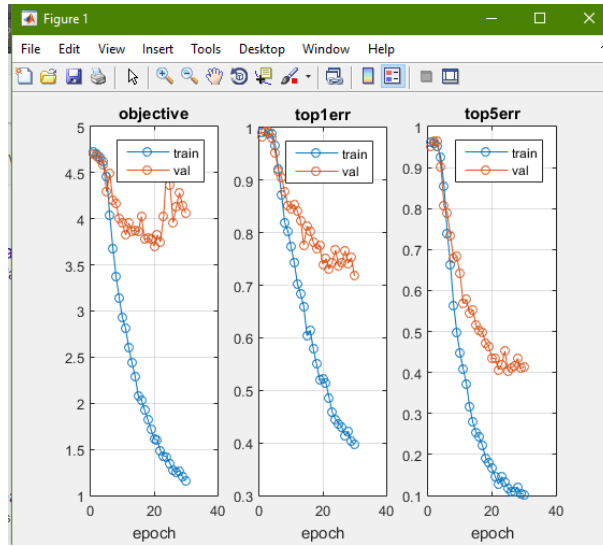 Figure 1
File Edit View Insert Tools Desktop Window Help
objective
5
4.5
4
3.5
3
2.5
2
1.5
1
0 20 40
epoch
train
val
top1err
1
0.9
0.8
0.7
0.6
0.5
0.4
0.3
0 20 40
epoch
train
val
top5err
1
0.9
0.8
0.7
0.6
0.5
0.4
0.3
0.2
0.1
0 20 40
epoch
train
val